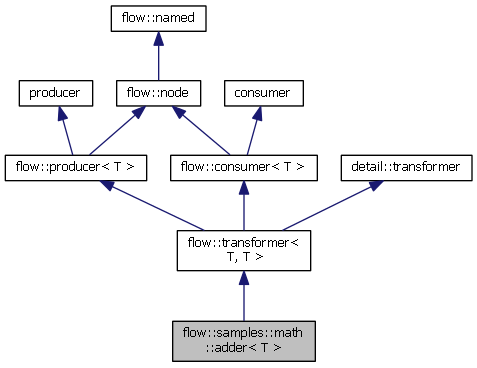 flow::named
producer
flow::node
consumer
flow::producer< T >
flow::consumer< T >
detail::transformer
flow::transformer<
T, T >
flow::samples::math
::adder< T >